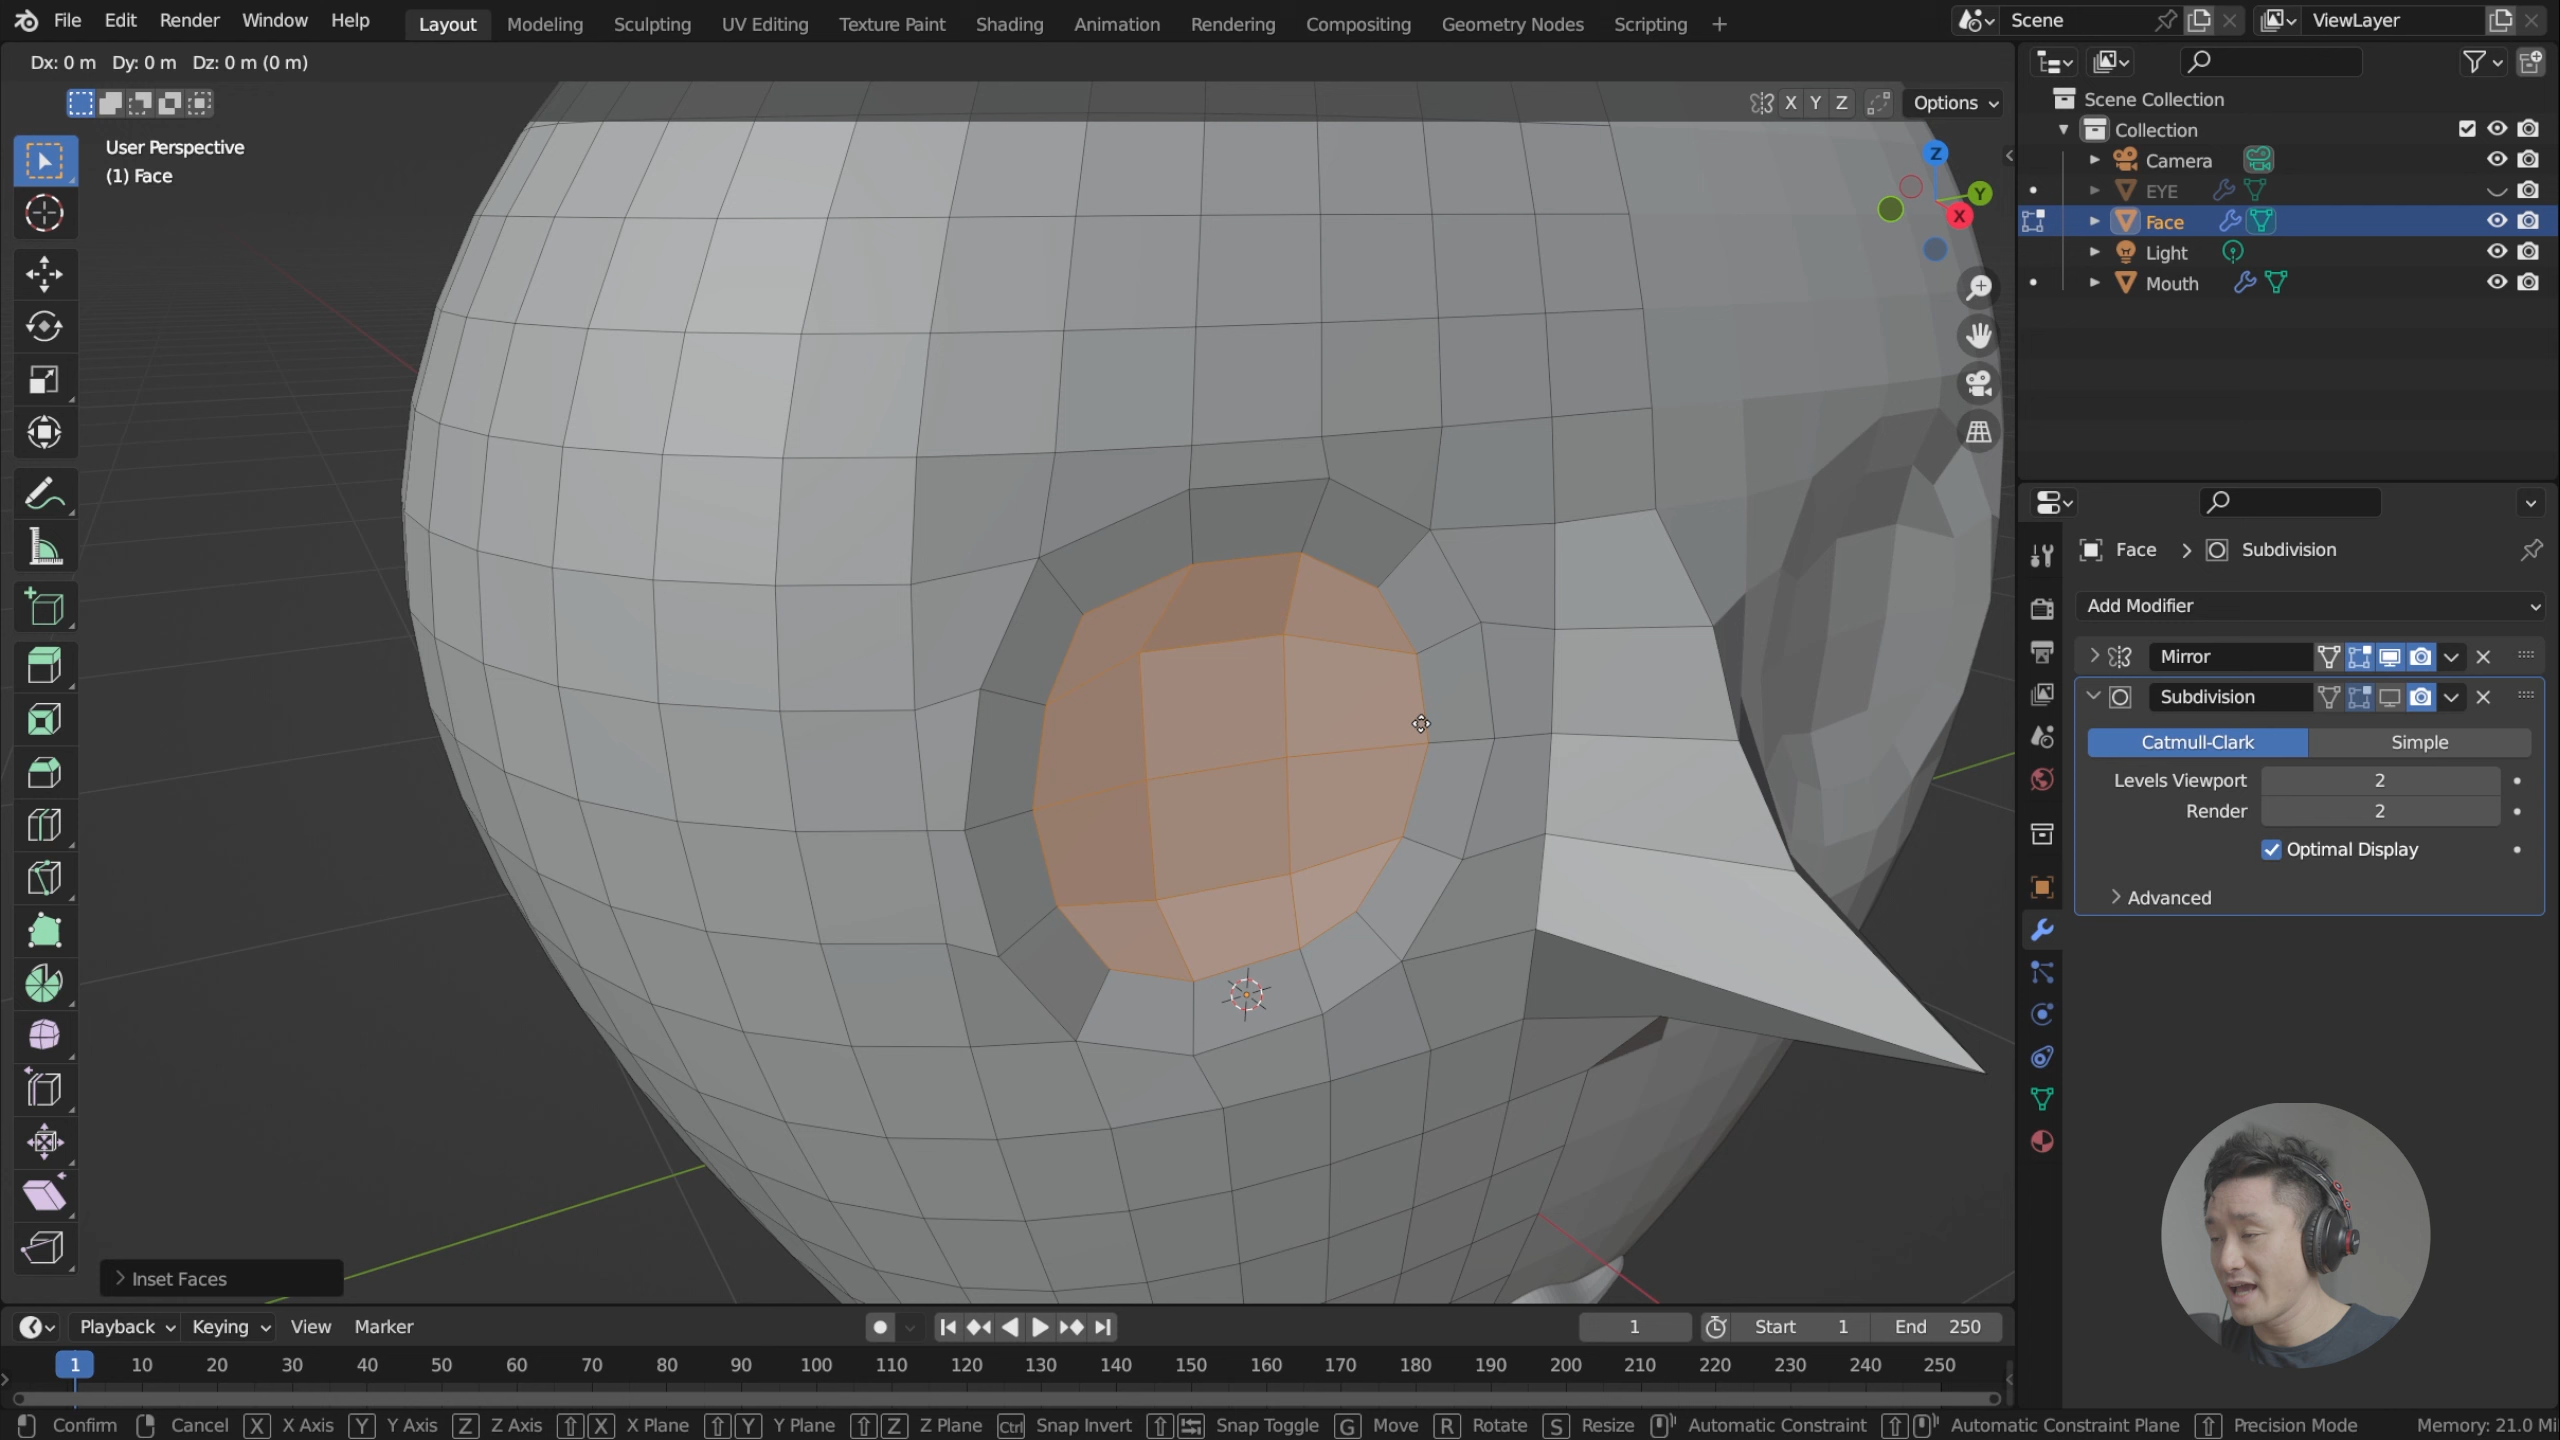 File Edit Render Window Help Layout Modeling Sculpting UV Editing Texture Paint Shading Animation Rendering Compositing Geometry Nodes Scripting + Scene ViewLayer
Dx: 0 m Dy: 0 m Dz: 0 m (0 m)
X Y Z Options
User Perspective
(1) Face
Z
Y
X
Scene Collection
Collection
Camera
EYE
Face
Light
Mouth
Face > Subdivision
Add Modifier
Mirror
Subdivision
Catmull-Clark Simple
Levels Viewport 2
Render 2
Optimal Display
Advanced
Inset Faces
Playback Keying View Marker 1 Start 1 End 250
1 10 20 30 40 50 60 70 80 90 100 110 120 130 140 150 160 170 180 190 200 210 220 230 240 250
Confirm Cancel X X Axis Y Y Axis Z Z Axis X X Plane Y Y Plane Z Z Plane Ctrl Snap Invert Snap Toggle G Move R Rotate S Resize Automatic Constraint Automatic Constraint Plane Precision Mode Memory: 21.0 Mi